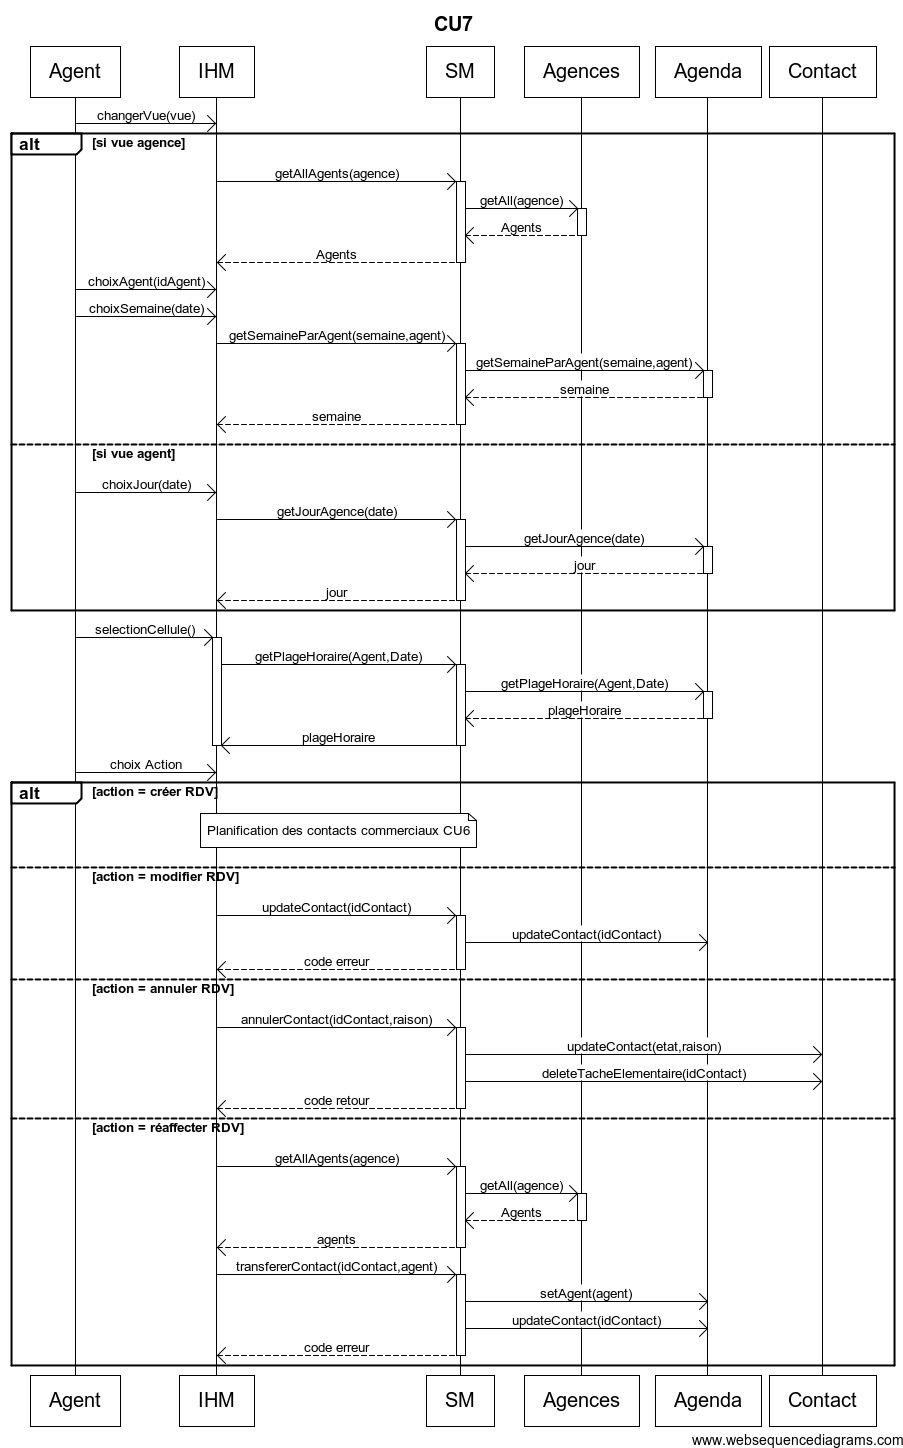 CU7
Agent
IHM
SM
Agences
Agenda
Contact
changerVue(vue)
alt
[si vue agence]
getAllAgents(agence)
getAll(agence)
Agents
Agents
choixAgent(idAgent)
choixSemaine(date)
getSemaineParAgent(semaine,agent)
getSemaineParAgent(semaine,agent)
semaine
semaine
[si vue agent]
choixJour(date)
getJourAgence(date)
getJourAgence(date)
jour
jour
selectionCellule()
getPlageHoraire(Agent,Date)
getPlageHoraire(Agent,Date)
plageHoraire
plageHoraire
choix Action
alt
[action = créer RDV]
Planification des contacts commerciaux CU6
[action = modifier RDV]
updateContact(idContact)
updateContact(idContact)
code erreur
[action = annuler RDV]
annulerContact(idContact,raison)
updateContact(etat,raison)
deleteTacheElementaire(idContact)
code retour
[action = réaffecter RDV]
getAllAgents(agence)
getAll(agence)
Agents
agents
transfererContact(idContact,agent)
setAgent(agent)
updateContact(idContact)
code erreur
Agent
IHM
SM
Agences
Agenda
Contact
www.websequencediagrams.com